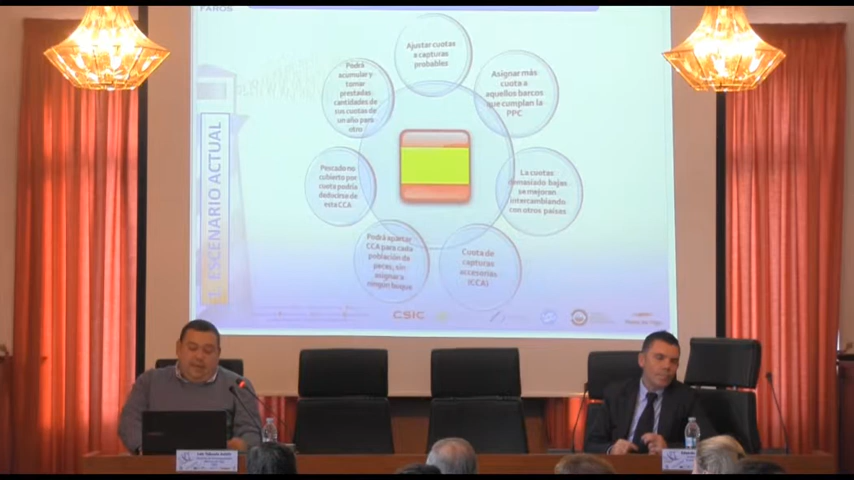 FAROS
1. ESCENARIO ACTUAL
Ajustar cuotas
a capturas
probables
Asignar más
cuota a
aquellos barcos
que cumplan la
PPC
La cuotas
demasiado bajas
se mejoran
intercambiando
con otros países
Cuota de
capturas
accesorias
(CCA)
Podrá apartar
CCA para cada
población de
peces, sin
asignar a
ningún buque
Pescado no
cubierto por
cuota podría
deducirse de
esta CCA
Podrá
acumular y
tomar
prestadas
cantidades de
sus cuotas de
un año para
otro
CSIC